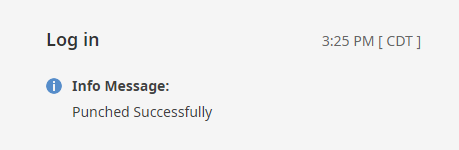 Log in 3:25 PM [ CDT ]
Info Message:
Punched Successfully